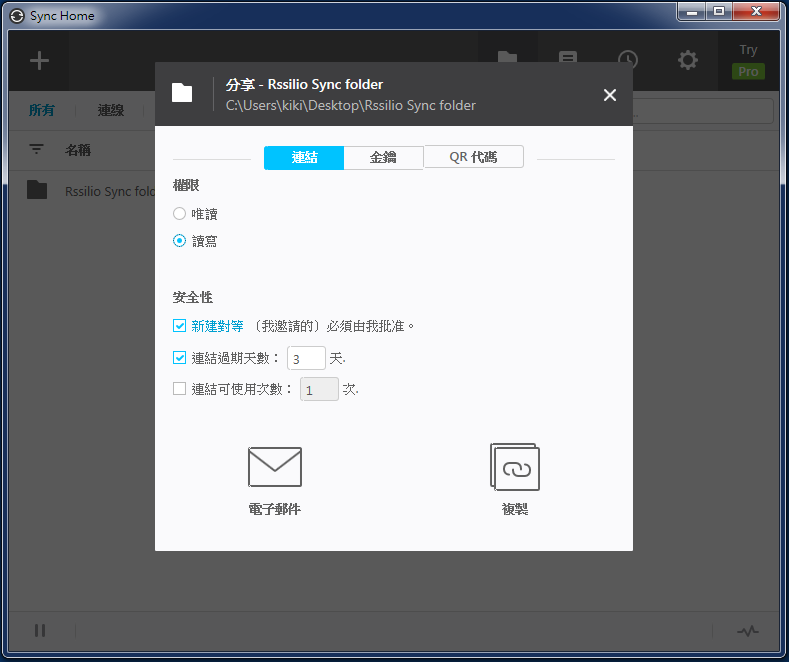 Sync Home
Try
Pro
所有
連線
名稱
Rssilio Sync fold
分享 - Rssilio Sync folder
C:\Users\kiki\Desktop\Rssilio Sync folder
連結
金鑰
QR 代碼
權限
唯讀
讀寫
安全性
新建對等 (我邀請的) 必須由我批准。
連結過期天數: 3 天.
連結可使用次數: 1 次.
電子郵件
複製